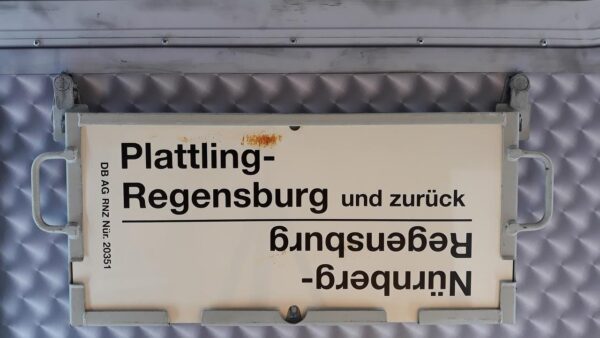 Plattling-
Regensburg und zurück
Nürnberg-
Regensburg
DB AG RNZ Nür. 20351